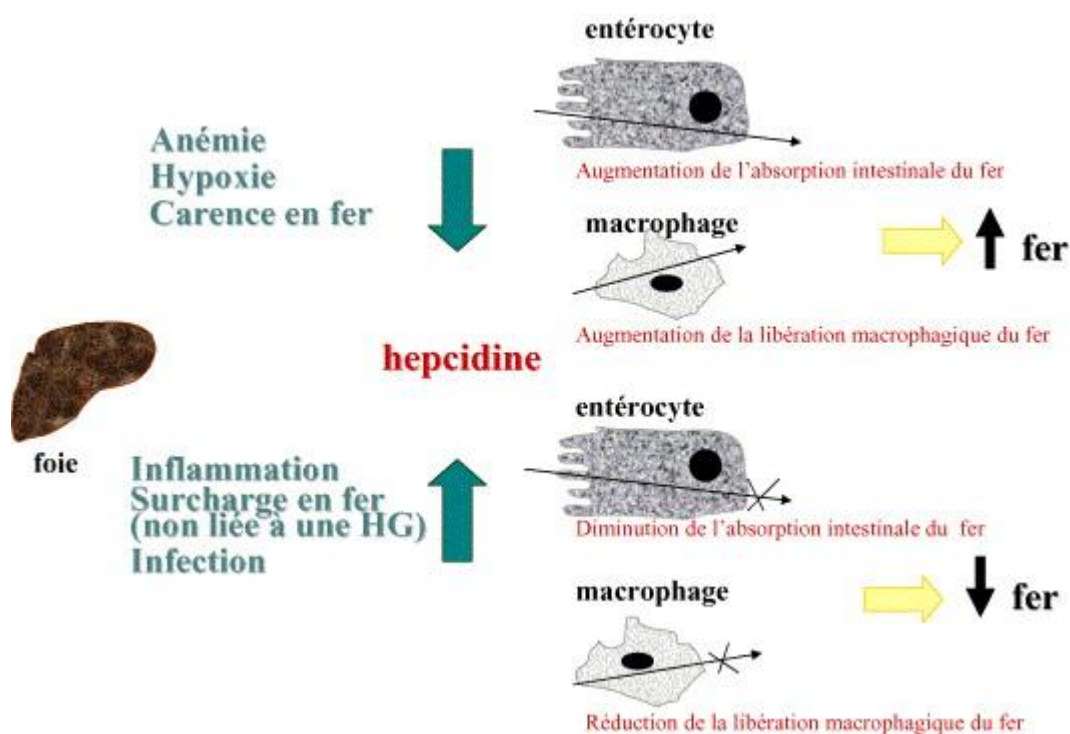 entérocyte
Anémie
Hypoxie
Carence en fer
Augmentation de l'absorption intestinale du fer
macrophage
fer
Augmentation de la libération macrophagique du fer
hepcidine
foie
entérocyte
Inflammation
Surcharge en fer
(non liée à une HG)
Infection
Diminution de l'absorption intestinale du fer
macrophage
fer
Réduction de la libération macrophagique du fer